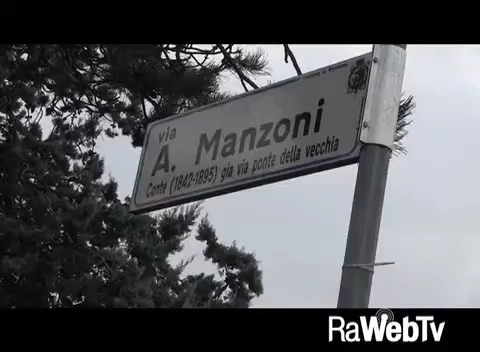 via
A. Manzoni
Conte (1842-1895) già via ponte della vecchia
RaWebTv